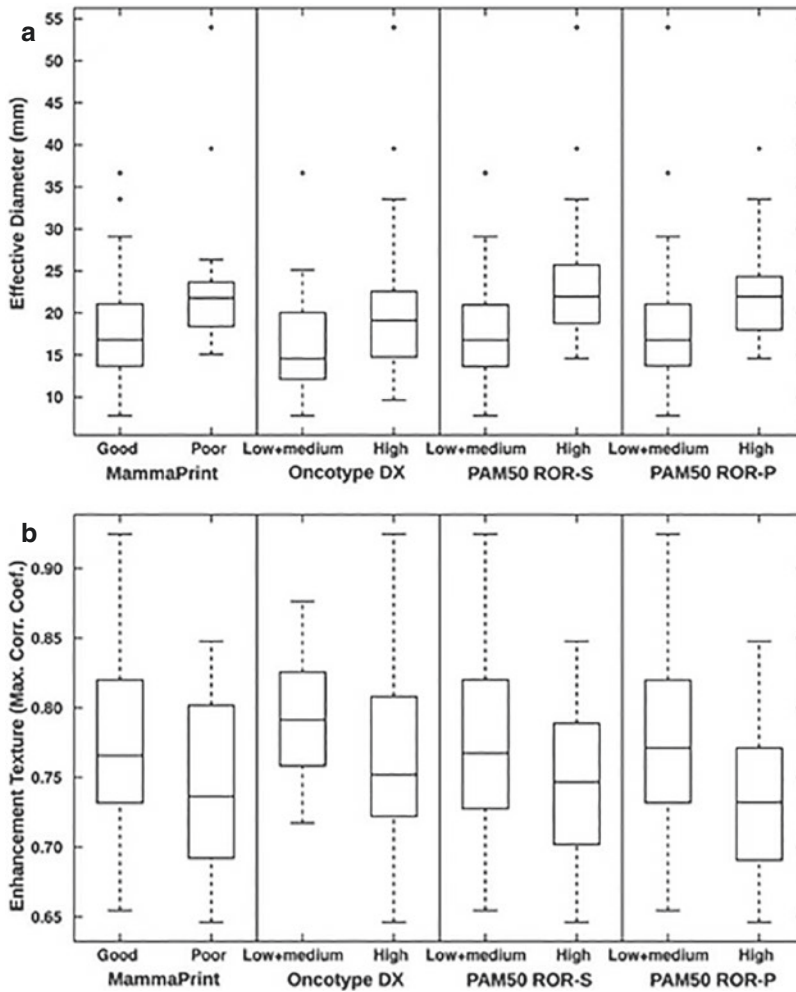 a
Effective Diameter (mm)
55
50
45
40
35
30
25
20
15
10
Good Poor Low+medium High Low+medium High Low+medium High
MammaPrint Oncotype DX PAM50 ROR-S PAM50 ROR-P
b
Enhancement Texture (Max. Corr. Coef.)
0.90
0.85
0.80
0.75
0.70
0.65
Good Poor Low+medium High Low+medium High Low+medium High
MammaPrint Oncotype DX PAM50 ROR-S PAM50 ROR-P